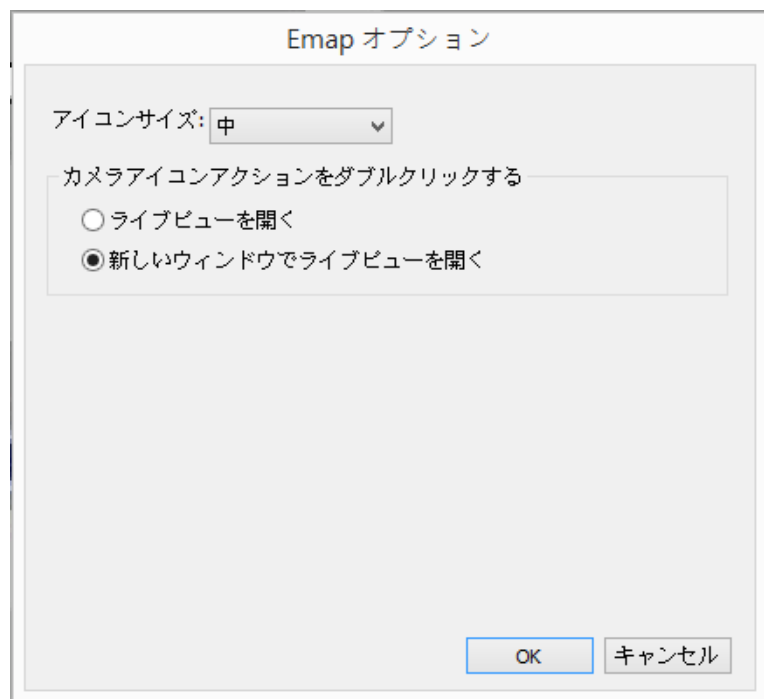 Emap オプション
アイコンサイズ: 中
カメラアイコンアクションをダブルクリックする
ライブビューを開く
新しいウィンドウでライブビューを開く
OK キャンセル